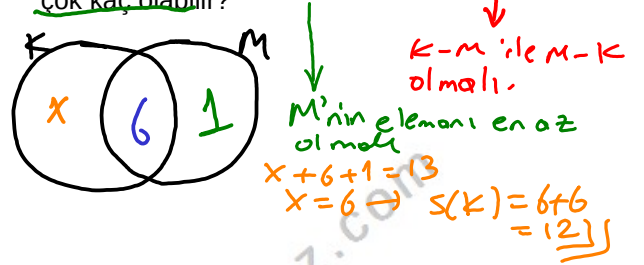 çok kaç olabilir?
K M
x 6 1
K-M ile M-K
olmalı.
M'nin elemanı en az
olmalı
x+6+1=13
x=6 → s(K)=6+6
=12
z.com